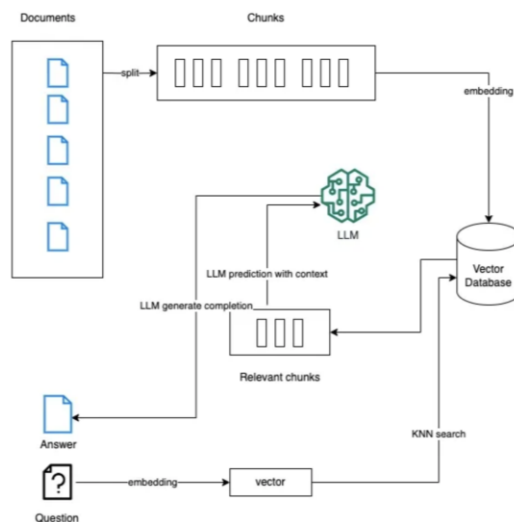 Documents
Chunks
split
embedding
LLM
Vector
Database
LLM prediction with context
LLM generate completion
Relevant chunks
Answer
KNN search
?
embedding
vector
Question